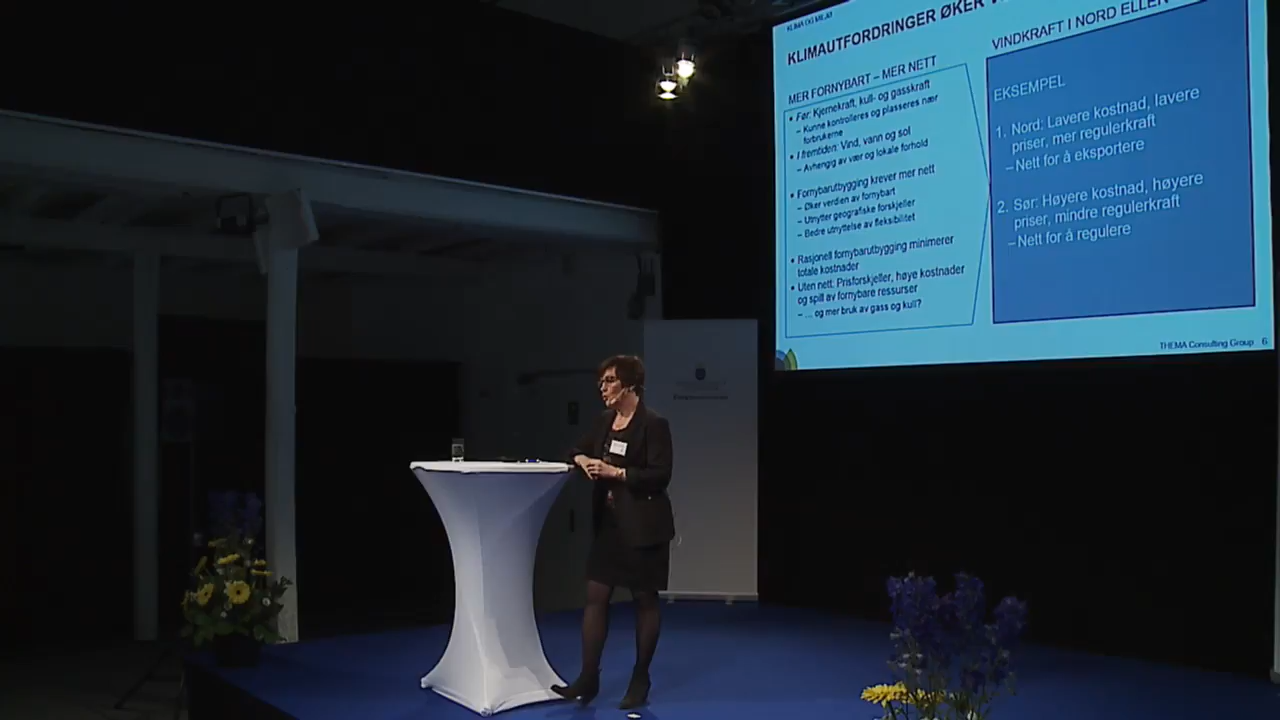 KLIMA OG MILJØ
KLIMAUTFORDRINGER ØKER
MER FORNYBART – MER NETT
• Før: Kjernekraft, kull- og gasskraft
– Kunne kontrolleres og plasseres nær
forbrukerne
• I fremtiden: Vind, vann og sol
– Avhengig av vær og lokale forhold
• Fornybarutbygging krever mer nett
– Øker verdien av fornybart
– Utnytter geografiske forskjeller
– Bedre utnyttelse av fleksibilitet
• Rasjonell fornybarutbygging minimerer
totale kostnader
• Uten nett: Prisforskjeller, høye kostnader
og spill av fornybare ressurser
– ... og mer bruk av gass og kull?
VINDKRAFT I NORD ELLER
EKSEMPEL
1. Nord: Lavere kostnad, lavere
priser, mer regulerkraft
– Nett for å eksportere
2. Sør: Høyere kostnad, høyere
priser, mindre regulerkraft
– Nett for å regulere
THEMA Consulting Group 6